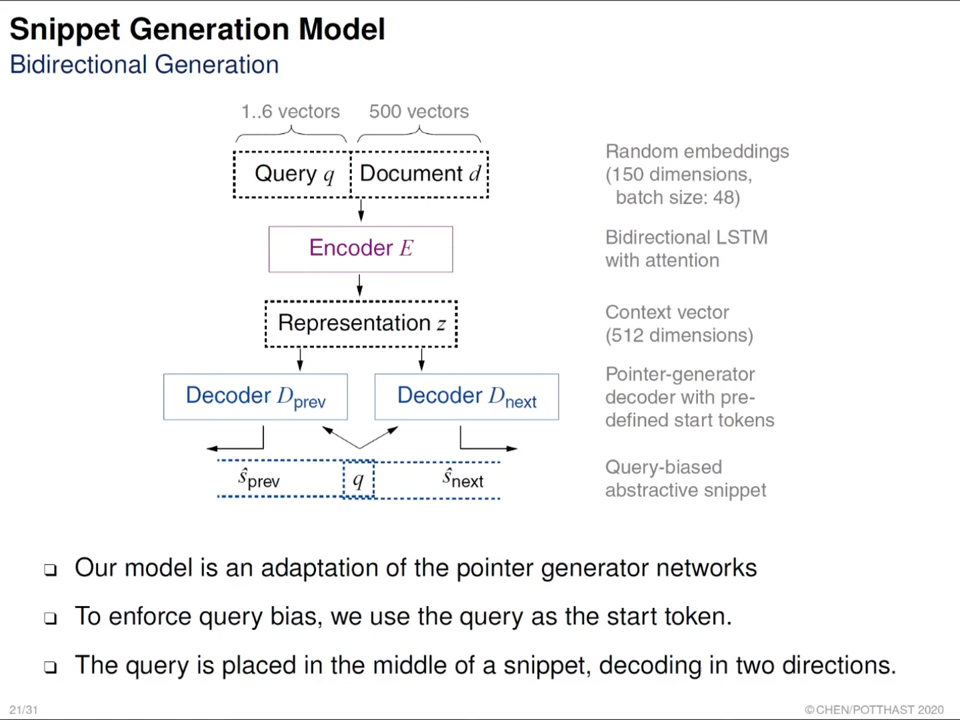 Snippet Generation Model
Bidirectional Generation
1..6 vectors 500 vectors
Query q Document d
Random embeddings
(150 dimensions,
batch size: 48)
Encoder E
Bidirectional LSTM
with attention
Representation z
Context vector
(512 dimensions)
Decoder D_prev Decoder D_next
Pointer-generator
decoder with pre-
defined start tokens
ŝ_prev q ŝ_next
Query-biased
abstractive snippet
❑ Our model is an adaptation of the pointer generator networks
❑ To enforce query bias, we use the query as the start token.
❑ The query is placed in the middle of a snippet, decoding in two directions.
21/31 ©CHEN/POTTHAST 2020